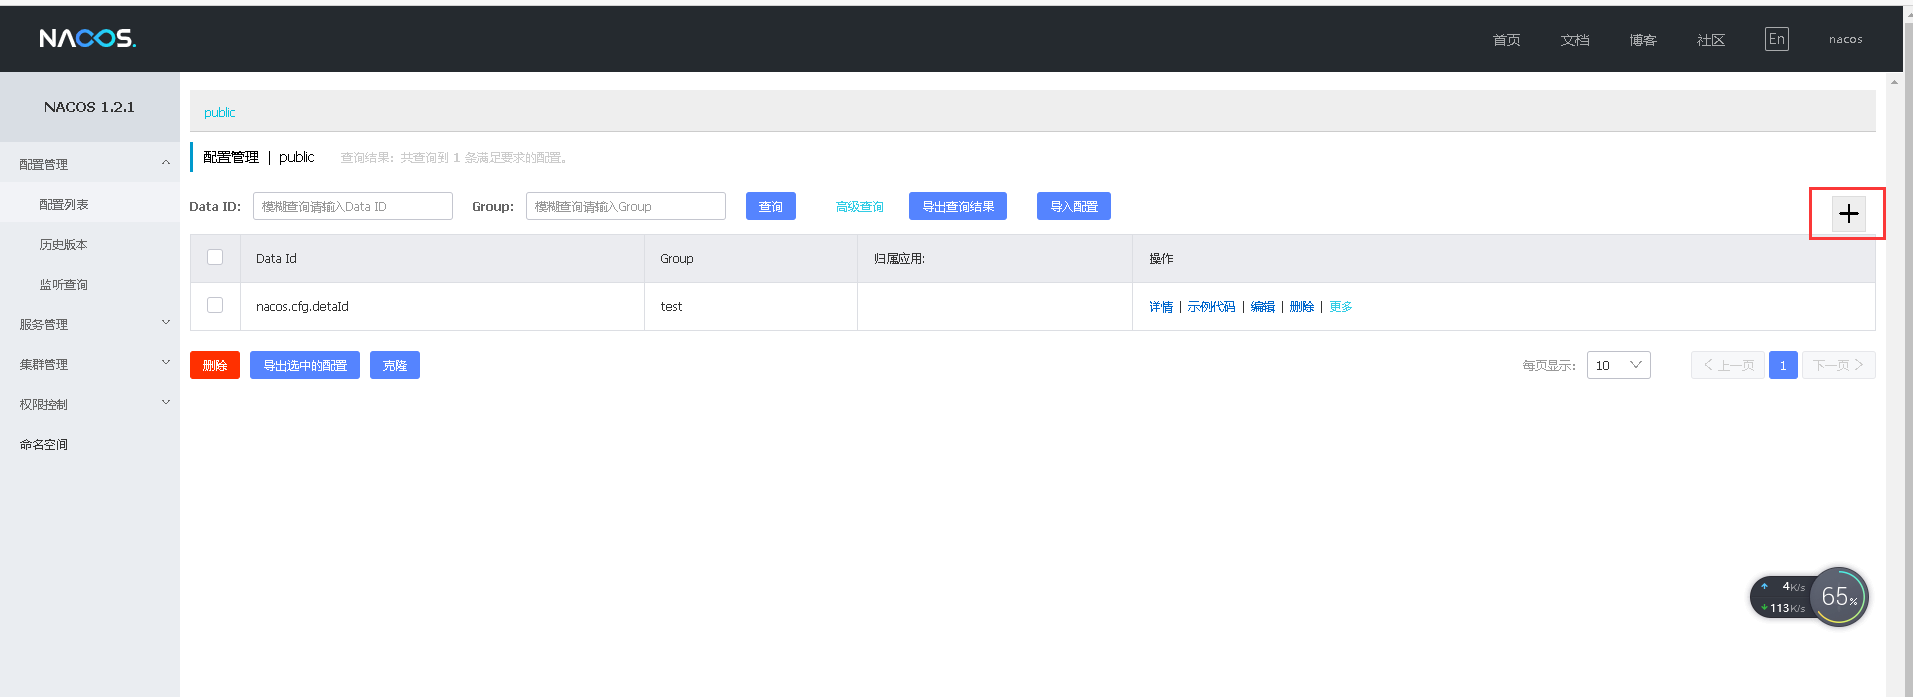 NACOS.
首页 文档 博客 社区 En nacos
NACOS 1.2.1
配置管理
配置列表
历史版本
监听查询
服务管理
集群管理
权限控制
命名空间
public
配置管理 | public 查询结果：共查询到 1 条满足要求的配置。
Data ID: 模糊查询请输入Data ID Group: 模糊查询请输入Group 查询 高级查询 导出查询结果 导入配置
Data Id Group 归属应用: 操作
nacos.cfg.detaId test 详情 | 示例代码 | 编辑 | 删除 | 更多
删除 导出选中的配置 克隆 每页显示： 10 上一页 1 下一页
4K/s
113K/s
65%